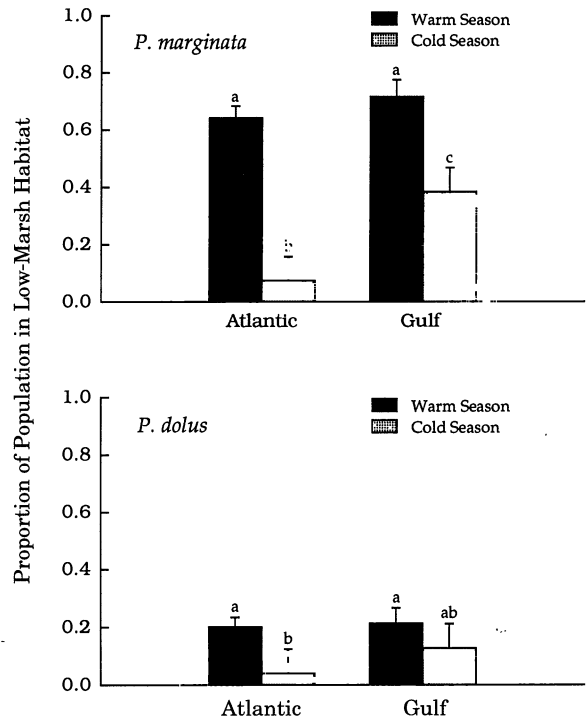 Proportion of Population in Low-Marsh Habitat
P. marginata
Warm Season
Cold Season
1.0
0.8
0.6
0.4
0.2
0.0
a
b
a
c
Atlantic
Gulf
P. dolus
Warm Season
Cold Season
1.0
0.8
0.6
0.4
0.2
0.0
a
b
a
ab
Atlantic
Gulf